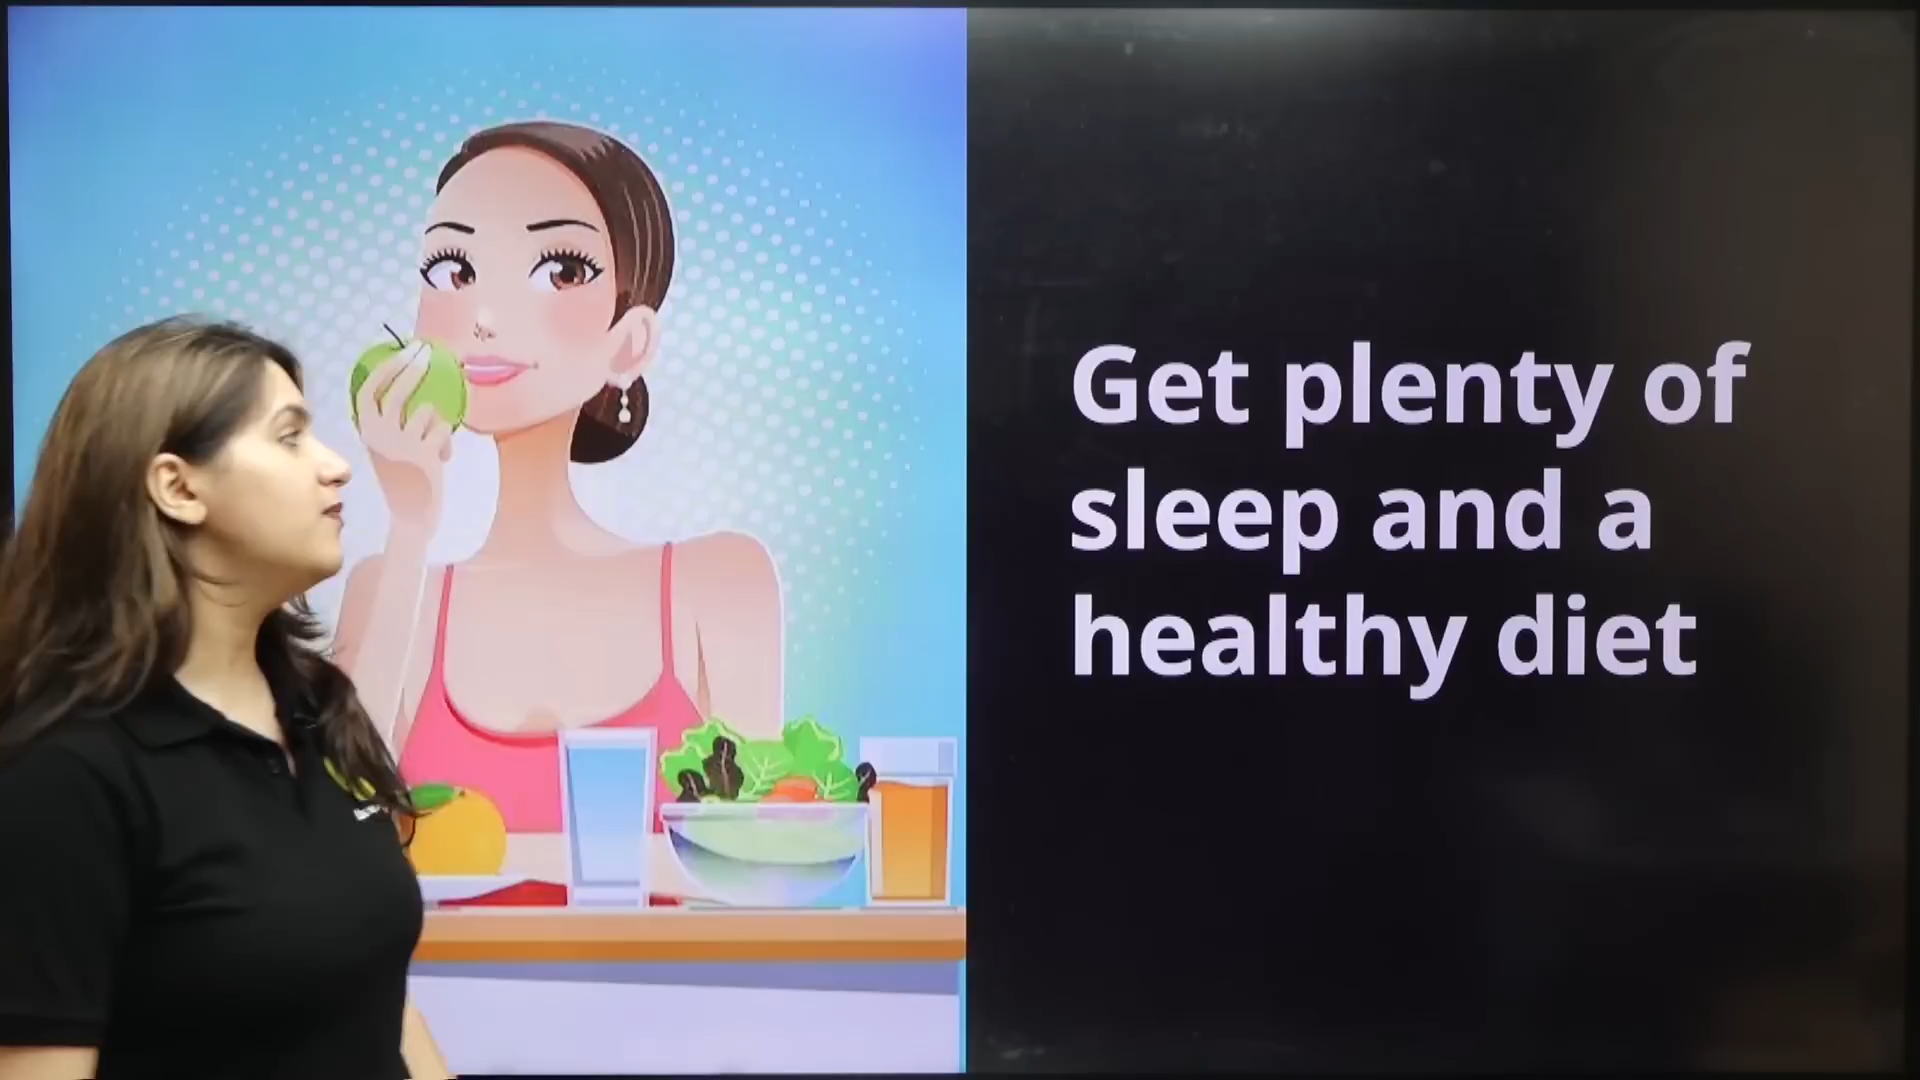 Get plenty of
sleep and a
healthy diet